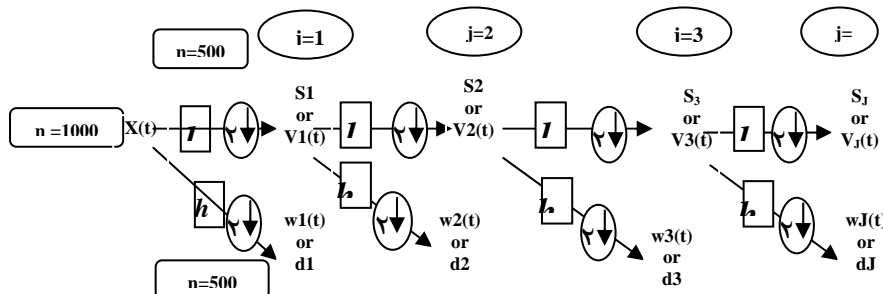 n=500
i=1
j=2
i=3
j=
n =1000
X(t)
S1
or
V1(t)
S2
or
V2(t)
S3
or
V3(t)
SJ
or
VJ(t)
w1(t)
or
d1
w2(t)
or
d2
w3(t)
or
d3
wJ(t)
or
dJ
n=500